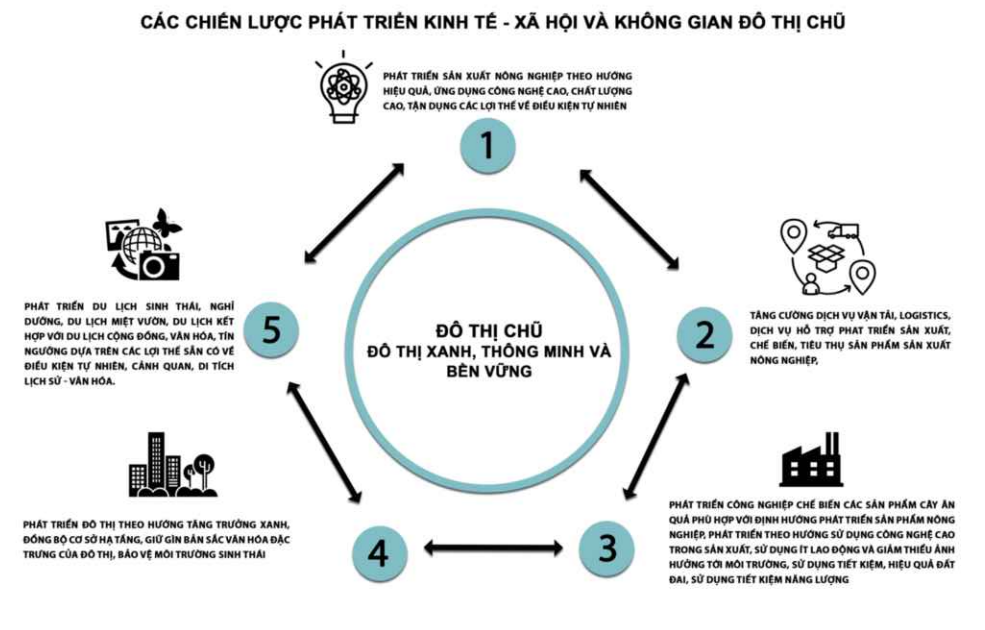 CÁC CHIẾN LƯỢC PHÁT TRIỂN KINH TẾ - XÃ HỘI VÀ KHÔNG GIAN ĐÔ THỊ CHŨ
PHÁT TRIỂN SẢN XUẤT NÔNG NGHIỆP THEO HƯỚNG
HIỆU QUẢ, ỨNG DỤNG CÔNG NGHỆ CAO, CHẤT LƯỢNG
CAO, TẬN DỤNG CÁC LỢI THẾ VỀ ĐIỀU KIỆN TỰ NHIÊN
1
2
TĂNG CƯỜNG DỊCH VỤ VẬN TẢI, LOGISTICS,
DỊCH VỤ HỖ TRỢ PHAT TRIỂN SẢN XUẤT,
CHẾ BIẾN, TIÊU THỤ SẢN PHẨM SẢN XUẤT
NÔNG NGHIỆP,
3
PHÁT TRIỂN CÔNG NGHIỆP CHẾ BIẾN CÁC SẢN PHẨM CÂY ĂN
QUẢ PHÙ HỢP VỚI ĐỊNH HƯỚNG PHÁT TRIỂN SẢN PHẨM NÔNG
NGHIỆP, PHÁT TRIỂN THEO HƯỚNG SỬ DỤNG CÔNG NGHỆ CAO
TRONG SẢN XUẤT, SỬ DỤNG ÍT LAO ĐỘNG VÀ GIẢM THIỂU ẢNH
HƯỞNG TỚI MÔI TRƯỜNG, SỬ DỤNG TIẾT KIỆM, HIỆU QUẢ ĐẤT
ĐAI, SỬ DỤNG TIẾT KIỆM NĂNG LƯỢNG
4
PHÁT TRIỂN ĐÔ THỊ THEO HƯỚNG TĂNG TRƯỞNG XANH,
ĐỒNG BỘ CƠ SỞ HẠ TẦNG, GIỮ GÌN BẢN SẮC VĂN HÓA ĐẶC
TRƯNG CỦA ĐÔ THỊ, BẢO VỆ MÔI TRƯỜNG SINH THÁI
5
PHÁT TRIỂN DU LỊCH SINH THÁI, NGHỈ
DƯỠNG, DU LỊCH MIỆT VƯỜN, DU LỊCH KẾT
HỢP VỚI DU LỊCH CỘNG ĐỒNG, VĂN HÓA, TÍN
NGƯỠNG DỰA TRÊN CÁC LỢI THẾ SẴN CÓ VỀ
ĐIỀU KIỆN TỰ NHIÊN, CẢNH QUAN, DI TÍCH
LỊCH SỬ - VĂN HÓA.
ĐÔ THỊ CHŨ
ĐÔ THỊ XANH, THÔNG MINH VÀ
BỀN VỮNG